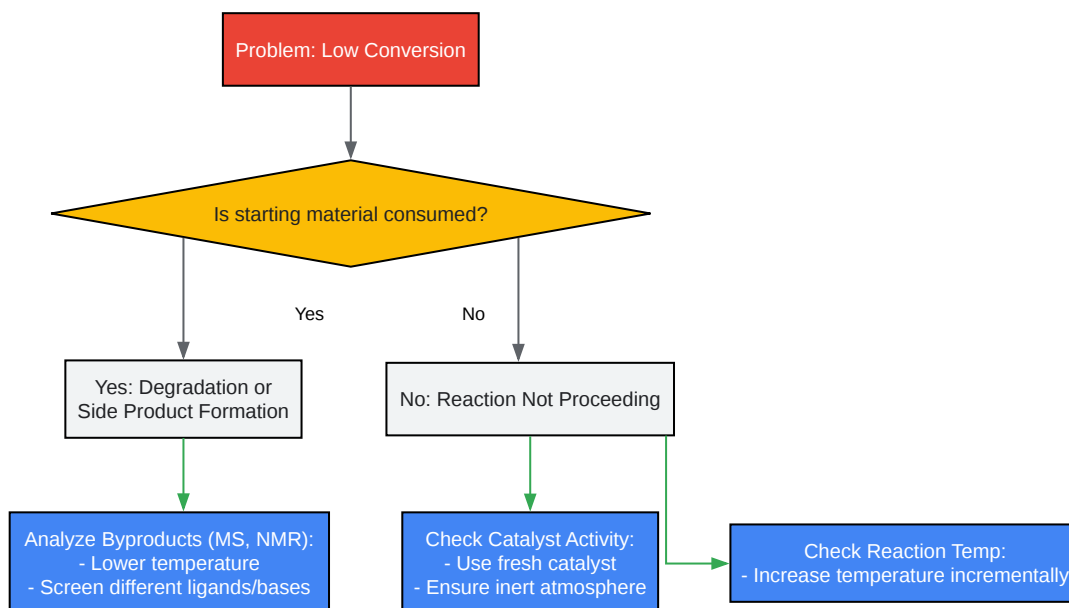 Problem: Low Conversion
Is starting material consumed?
Yes
No
Yes: Degradation or
Side Product Formation
No: Reaction Not Proceeding
Analyze Byproducts (MS, NMR):
- Lower temperature
- Screen different ligands/bases
Check Catalyst Activity:
- Use fresh catalyst
- Ensure inert atmosphere
Check Reaction Temp:
- Increase temperature incrementally